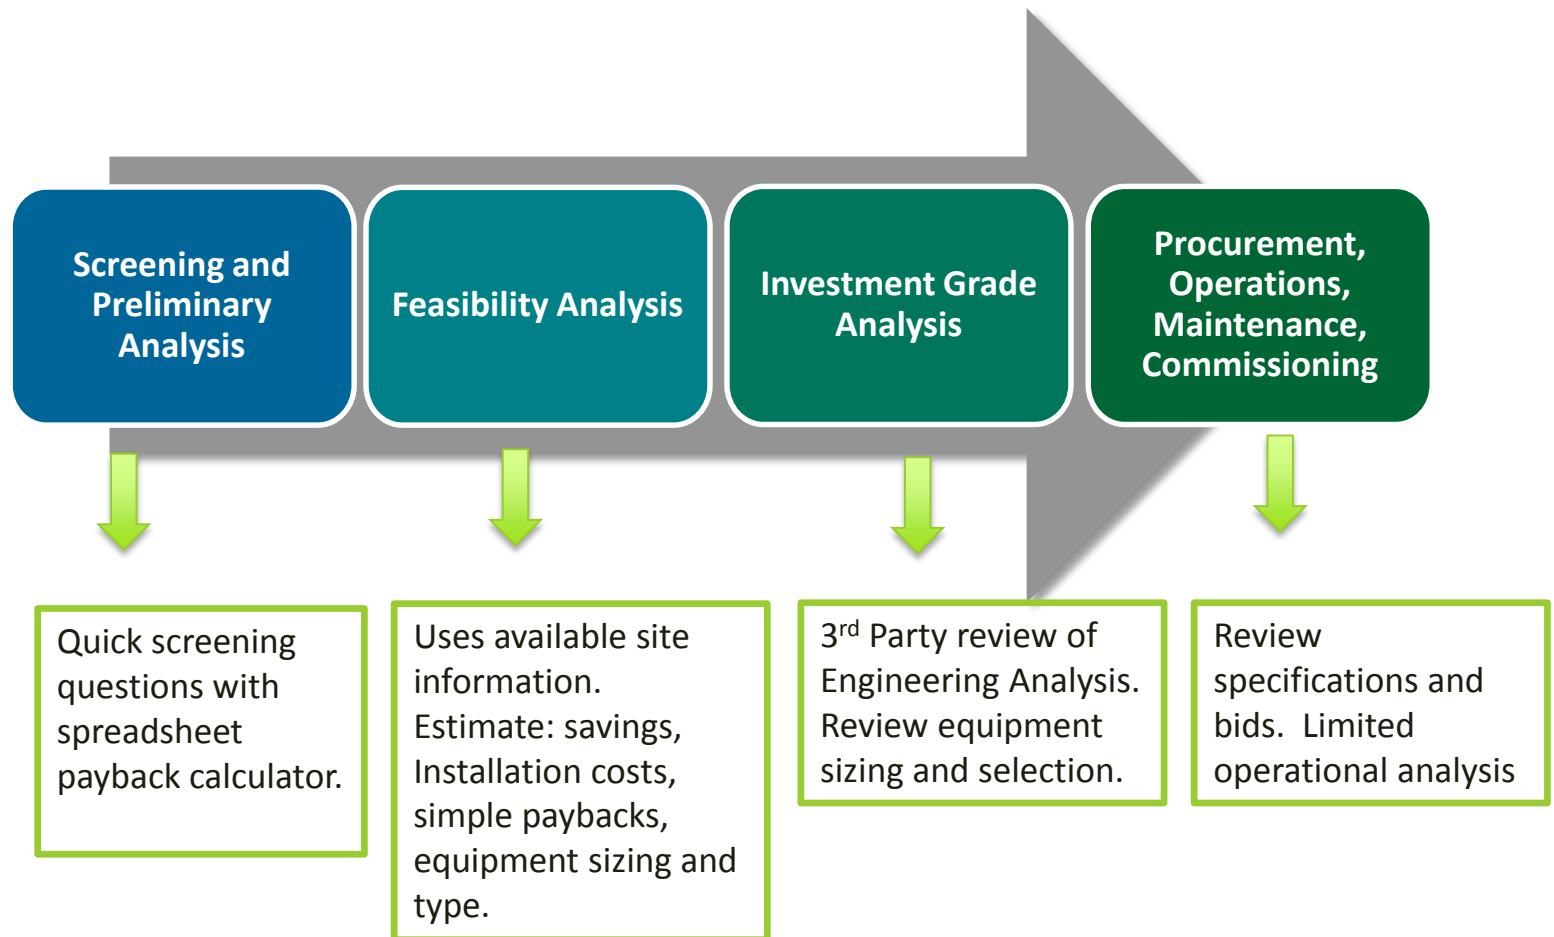 Screening and
Preliminary
Analysis
Feasibility Analysis
Investment Grade
Analysis
Procurement,
Operations,
Maintenance,
Commissioning
Quick screening
questions with
spreadsheet
payback calculator.
Uses available site
information.
Estimate: savings,
Installation costs,
simple paybacks,
equipment sizing and
type.
3rd Party review of
Engineering Analysis.
Review equipment
sizing and selection.
Review
specifications and
bids.  Limited
operational analysis